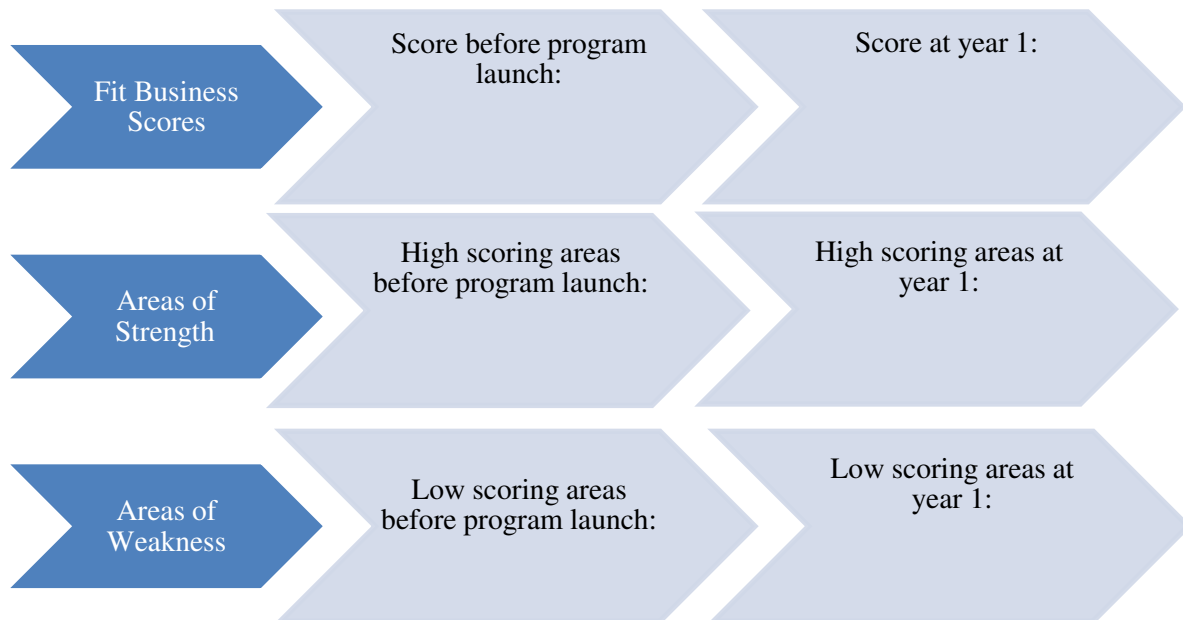 Fit Business
Scores
Score before program
launch:
Score at year 1:
Areas of
Strength
High scoring areas
before program launch:
High scoring areas at
year 1:
Areas of
Weakness
Low scoring areas
before program launch:
Low scoring areas at
year 1: